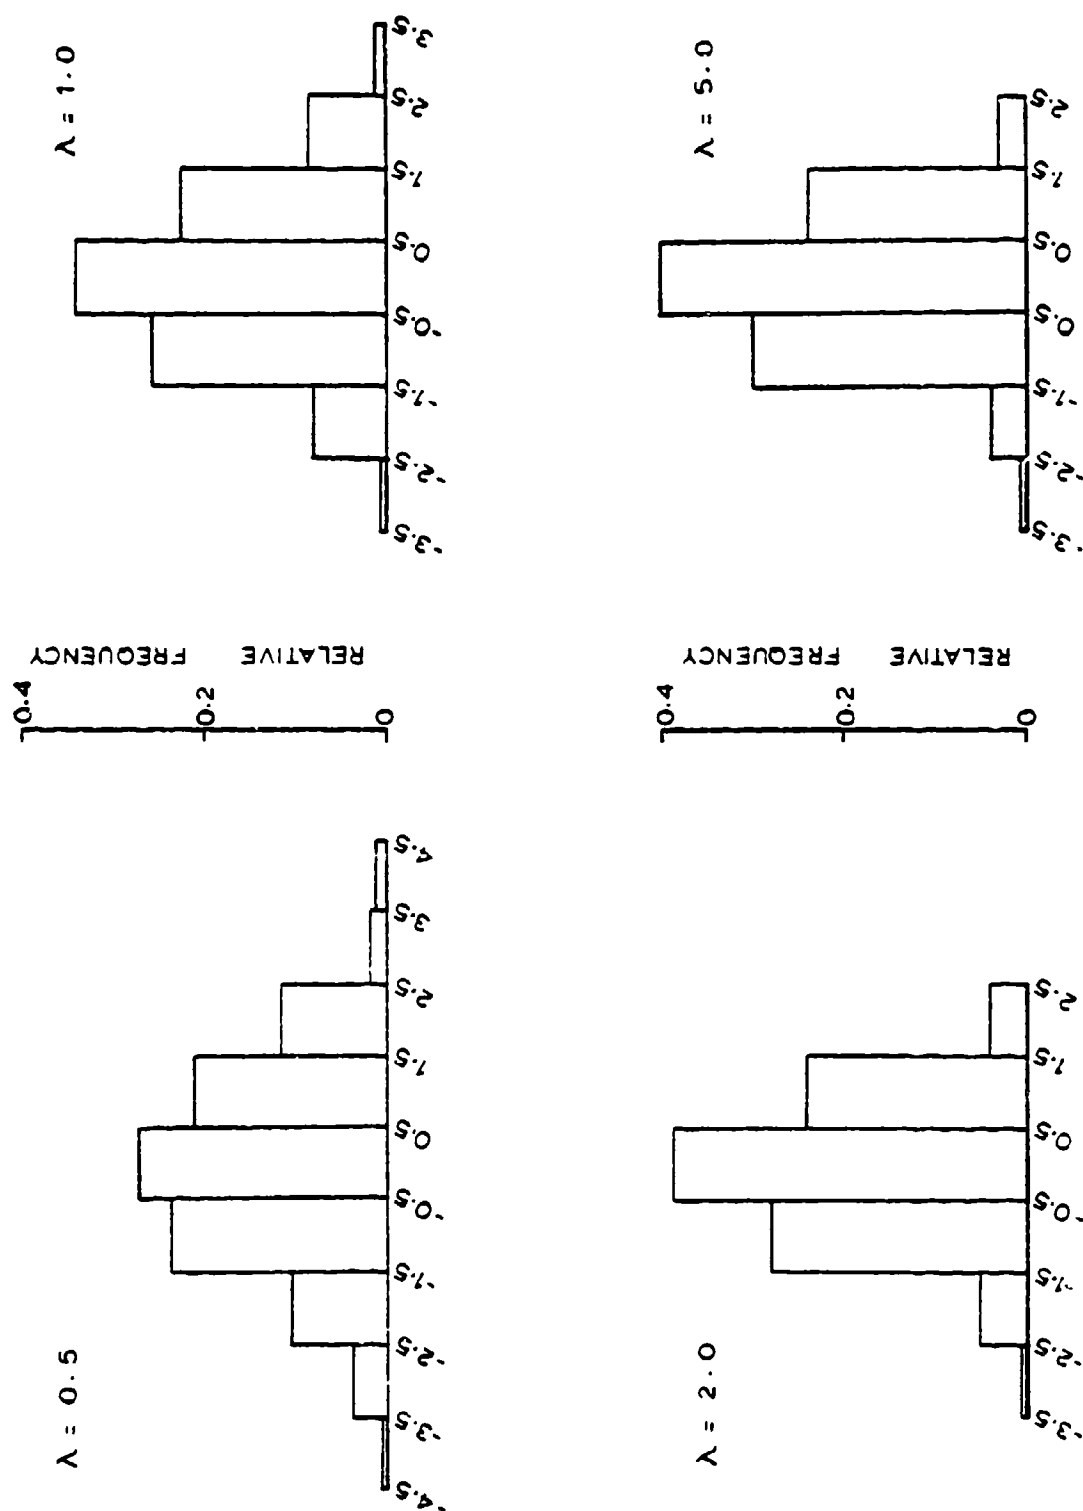 λ = 0.5
-4.5 -3.5 -2.5 -1.5 -0.5 0.5 1.5 2.5 3.5 4.5
0.4
0.2
0
RELATIVE FREQUENCY
λ = 1.0
-3.5 -2.5 -1.5 -0.5 0.5 1.5 2.5 3.5
λ = 2.0
-3.5 -2.5 -1.5 -0.5 0.5 1.5 2.5
0.4
0.2
0
RELATIVE FREQUENCY
λ = 5.0
-3.5 -2.5 -1.5 0.5 0.5 1.5 2.5